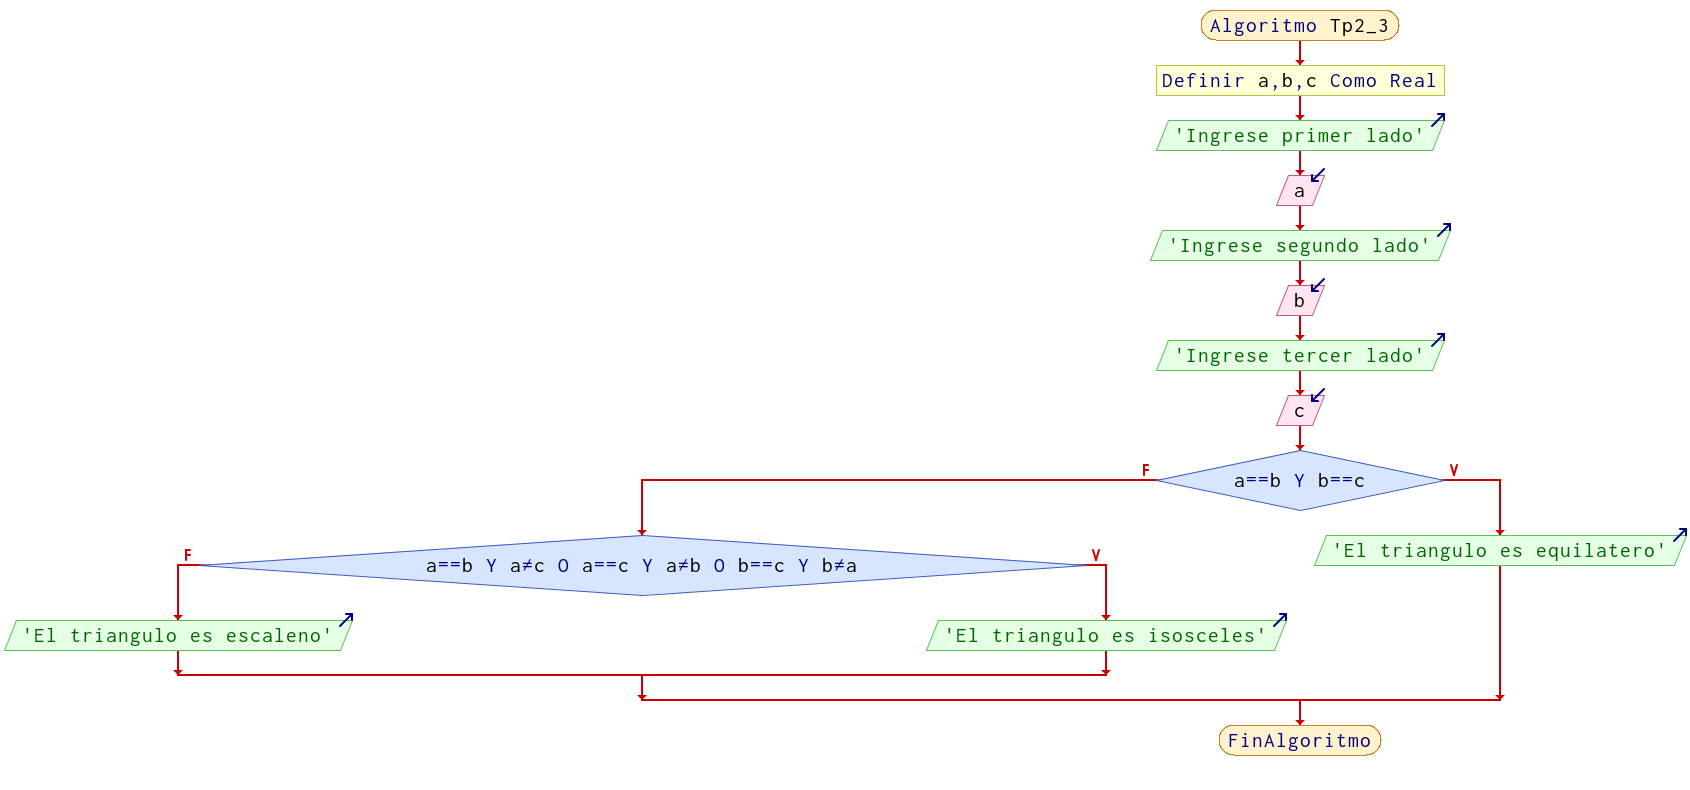 Algoritmo Tp2_3
Definir a,b,c Como Real
'Ingrese primer lado'
a
'Ingrese segundo lado'
b
'Ingrese tercer lado'
c
F
V
a==b Y b==c
F
V
'El triangulo es equilatero'
a==b Y a≠c O a==c Y a≠b O b==c Y b≠a
'El triangulo es escaleno'
'El triangulo es isosceles'
FinAlgoritmo